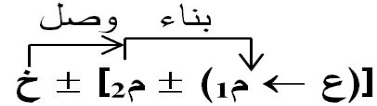 بناء وصل
[(ع ← م₁) ± م₂] ± خ